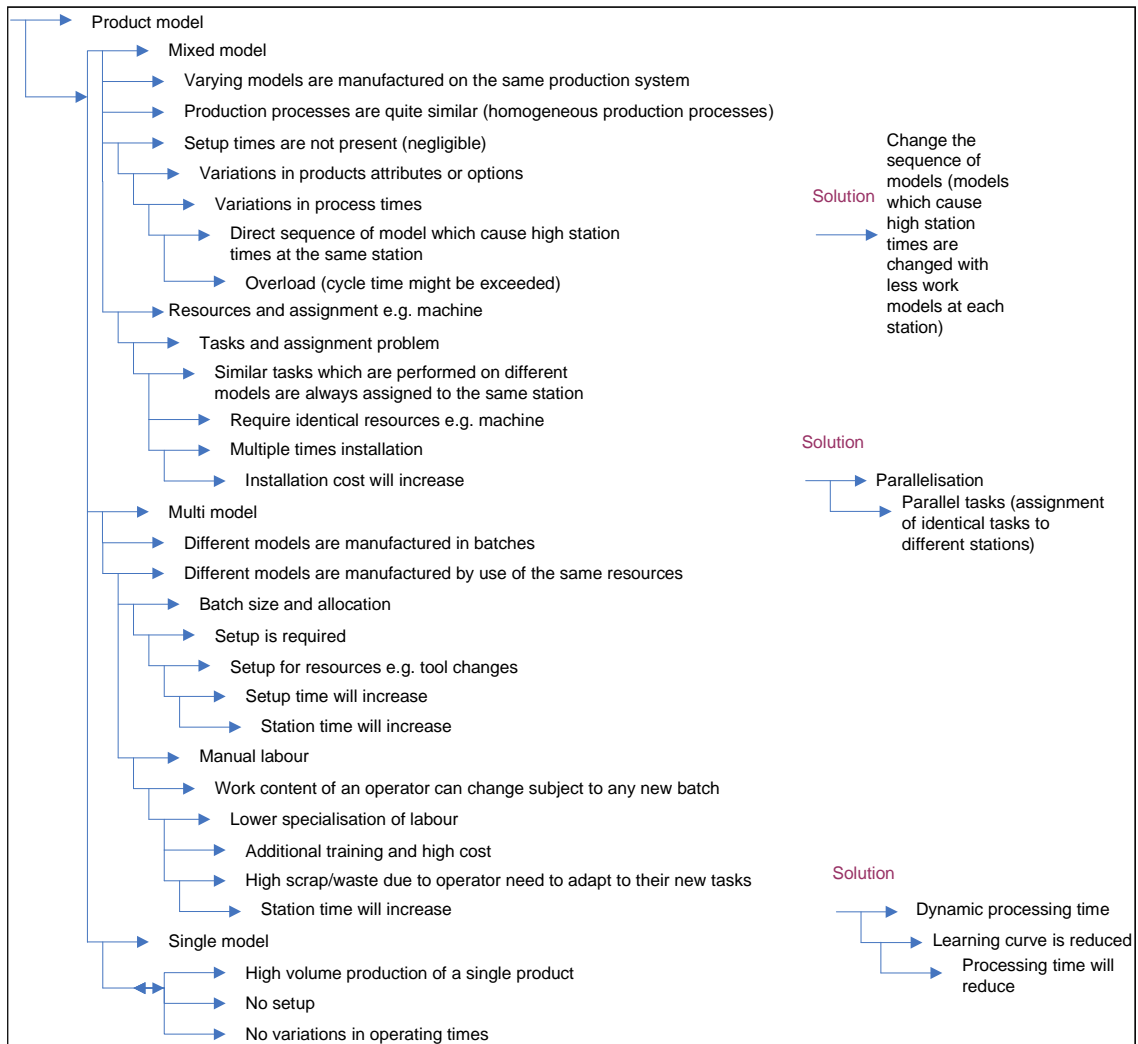 Product model
Mixed model
Varying models are manufactured on the same production system
Production processes are quite similar (homogeneous production processes)
Setup times are not present (negligible)
Variations in products attributes or options
Variations in process times
Direct sequence of model which cause high station
times at the same station
Overload (cycle time might be exceeded)
Solution
Change the
sequence of
models (models
which cause
high station
times are
changed with
less work
models at each
station)
Resources and assignment e.g. machine
Tasks and assignment problem
Similar tasks which are performed on different
models are always assigned to the same station
Require identical resources e.g. machine
Multiple times installation
Installation cost will increase
Solution
Parallelisation
Parallel tasks (assignment
of identical tasks to
different stations)
Multi model
Different models are manufactured in batches
Different models are manufactured by use of the same resources
Batch size and allocation
Setup is required
Setup for resources e.g. tool changes
Setup time will increase
Station time will increase
Manual labour
Work content of an operator can change subject to any new batch
Lower specialisation of labour
Additional training and high cost
High scrap/waste due to operator need to adapt to their new tasks
Station time will increase
Solution
Dynamic processing time
Learning curve is reduced
Processing time will
reduce
Single model
High volume production of a single product
No setup
No variations in operating times